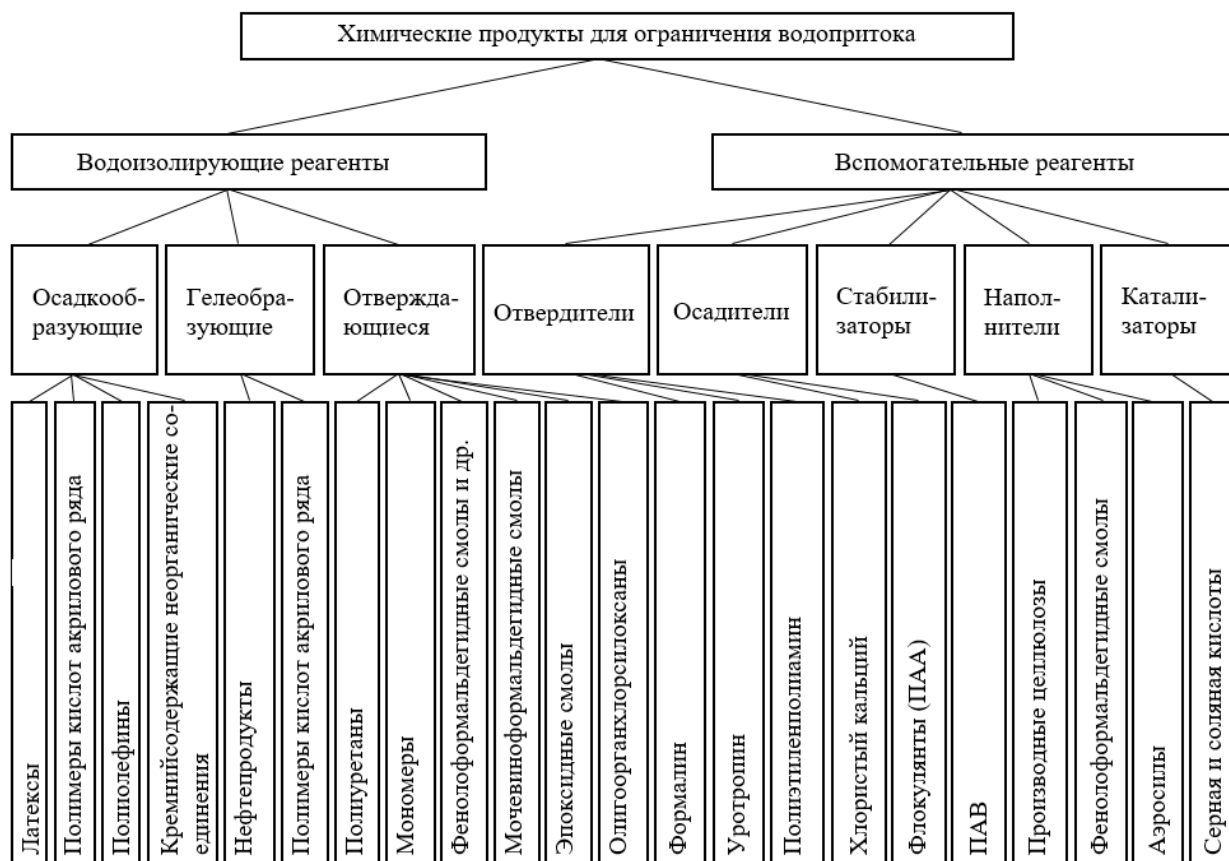 Химические продукты для ограничения водопритока
Водоизолирующие реагенты
Вспомогательные реагенты
Осадкооб-
разующие
Гелеобра-
зующие
Отвержда-
ющиеся
Отвердители
Осадители
Стабили-
заторы
Напол-
нители
Катали-
заторы
Латексы
Полимеры кислот акрилового ряда
Полиолефины
Кремнийсодержащие неорганические со-
единения
Нефтепродукты
Полимеры кислот акрилового ряда
Полиуретаны
Мономеры
Фенолоформальдегидные смолы и др.
Мочевиноформальдегидные смолы
Эпоксидные смолы
Олигоорганхлорсилоксаны
Формалин
Уротропин
Полиэтиленполиамин
Хлористый кальций
Флокулянты (ПАА)
ПАВ
Производные целлюлозы
Фенолоформальдегидные смолы
Аэросилы
Серная и соляная кислоты